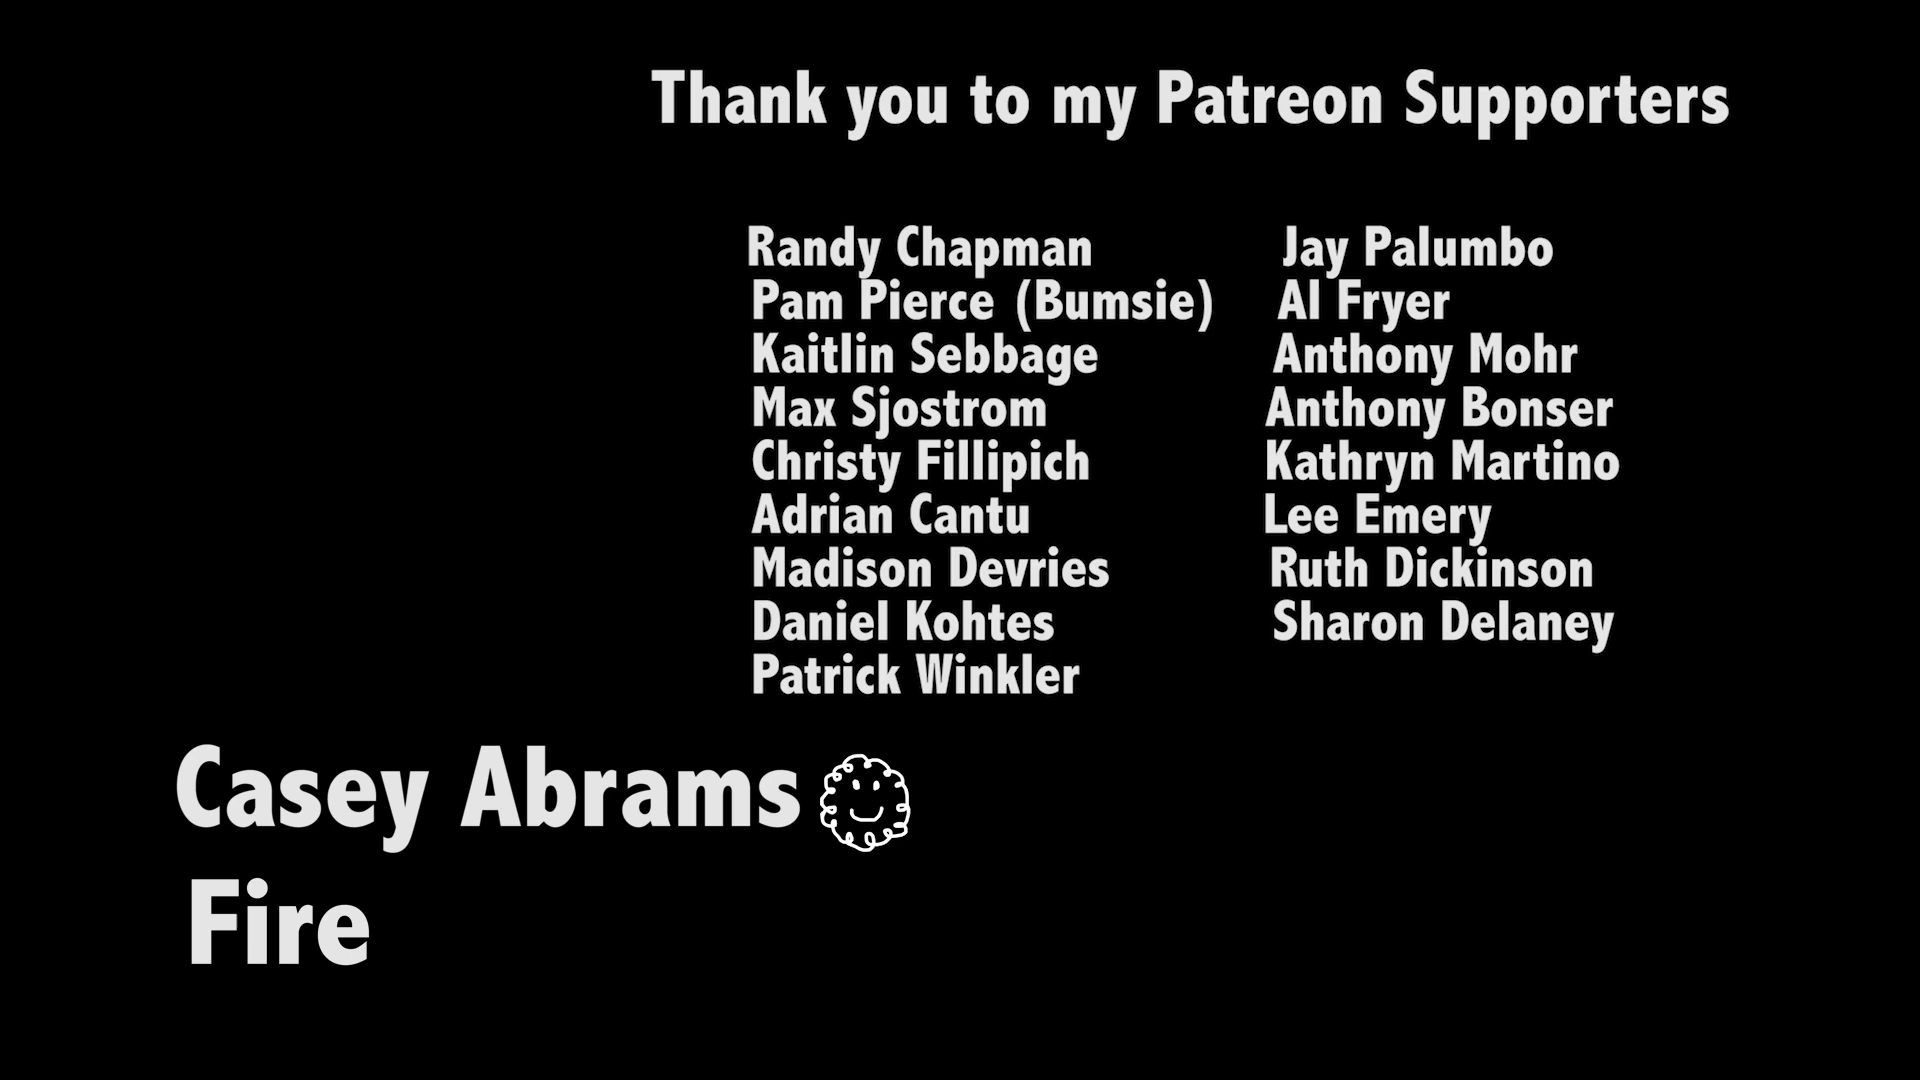 Thank you to my Patreon Supporters
Randy Chapman
Pam Pierce (Bumsie)
Kaitlin Sebbage
Max Sjostrom
Christy Fillipich
Adrian Cantu
Madison Devries
Daniel Kohtes
Patrick Winkler
Jay Palumbo
Al Fryer
Anthony Mohr
Anthony Bonser
Kathryn Martino
Lee Emery
Ruth Dickinson
Sharon Delaney
Casey Abrams
Fire